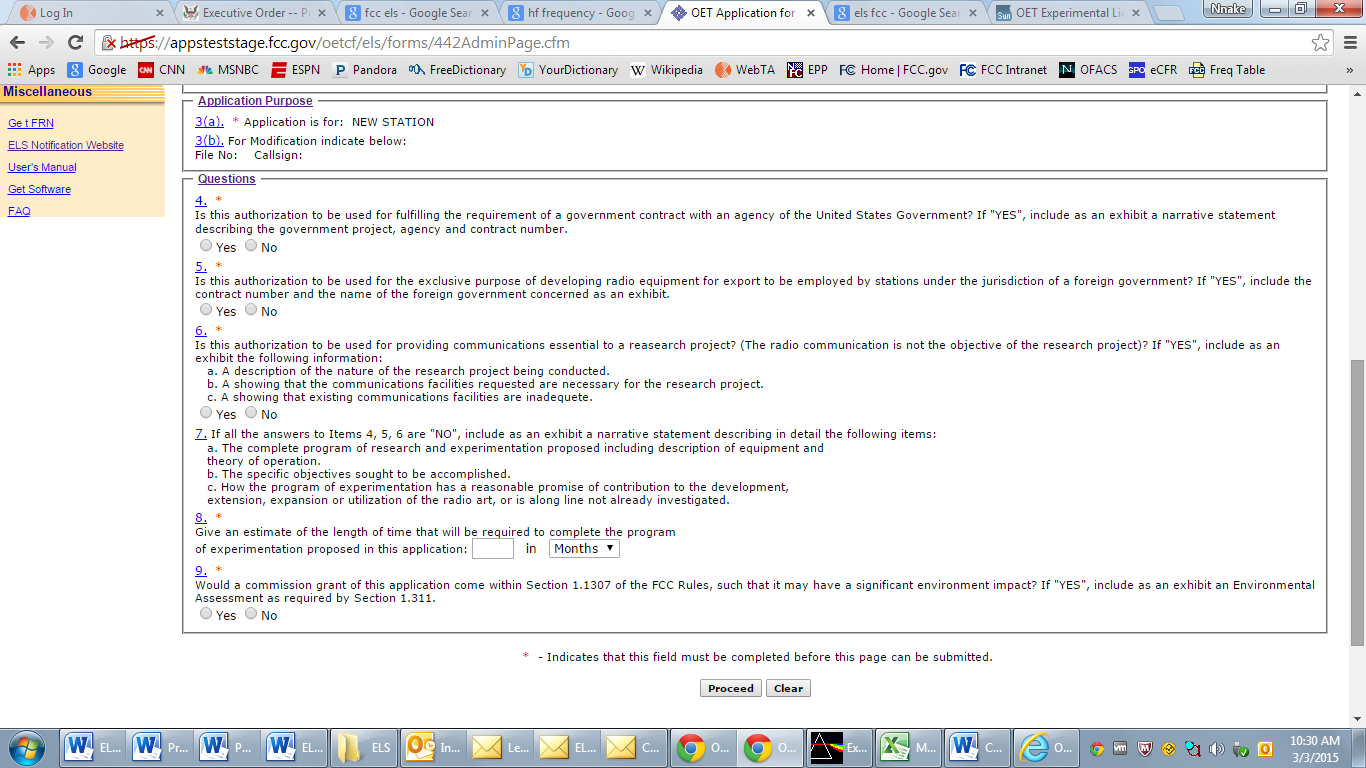 Log In
Executive Order -- P
fcc els - Google Sear
hf frequency - Goog
OET Application for
els fcc - Google Sear
OET Experimental Li
Nnake
https://appsteststage.fcc.gov/oetcf/els/forms/442AdminPage.cfm
Apps Google CNN MSNBC ESPN Pandora FreeDictionary YourDictionary Wikipedia WebTA EPP Home | FCC.gov FCC Intranet OFACS eCFR Freq Table »
Miscellaneous
Ge t FRN
ELS Notification Website
User's Manual
Get Software
FAQ
Application Purpose
3(a). * Application is for: NEW STATION
3(b). For Modification indicate below:
File No: Callsign:
Questions
4. *
Is this authorization to be used for fulfilling the requirement of a government contract with an agency of the United States Government? If "YES", include as an exhibit a narrative statement
describing the government project, agency and contract number.
Yes No
5. *
Is this authorization to be used for the exclusive purpose of developing radio equipment for export to be employed by stations under the jurisdiction of a foreign government? If "YES", include the
contract number and the name of the foreign government concerned as an exhibit.
Yes No
6. *
Is this authorization to be used for providing communications essential to a reasearch project? (The radio communication is not the objective of the research project)? If "YES", include as an
exhibit the following information:
a. A description of the nature of the research project being conducted.
b. A showing that the communications facilities requested are necessary for the research project.
c. A showing that existing communications facilities are inadequete.
Yes No
7. If all the answers to Items 4, 5, 6 are "NO", include as an exhibit a narrative statement describing in detail the following items:
a. The complete program of research and experimentation proposed including description of equipment and
theory of operation.
b. The specific objectives sought to be accomplished.
c. How the program of experimentation has a reasonable promise of contribution to the development,
extension, expansion or utilization of the radio art, or is along line not already investigated.
8. *
Give an estimate of the length of time that will be required to complete the program
of experimentation proposed in this application: in Months
9. *
Would a commission grant of this application come within Section 1.1307 of the FCC Rules, such that it may have a significant environment impact? If "YES", include as an exhibit an Environmental
Assessment as required by Section 1.311.
Yes No
* - Indicates that this field must be completed before this page can be submitted.
Proceed Clear
EL... Pr... P... EL... ELS In... Le... EL... C... O... O... Ex... M... C... O...
10:30 AM
3/3/2015